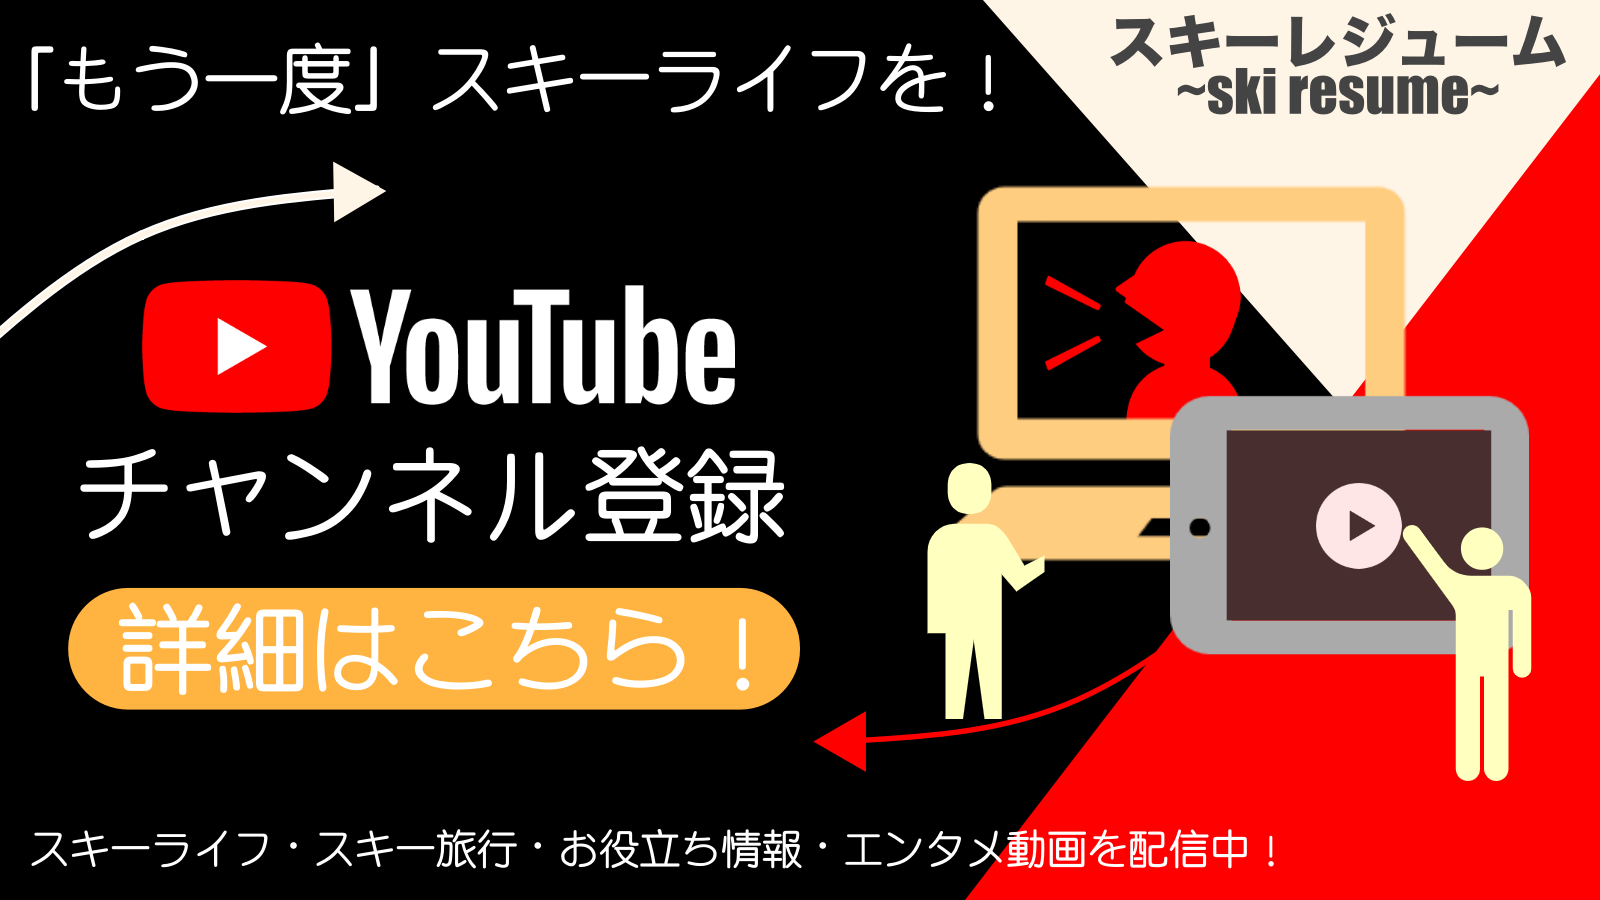 「もう一度」スキーライフを！
スキーレジューム
~ski resume~
YouTube
チャンネル登録
詳細はこちら！
スキーライフ・スキー旅行・お役立ち情報・エンタメ動画を配信中！